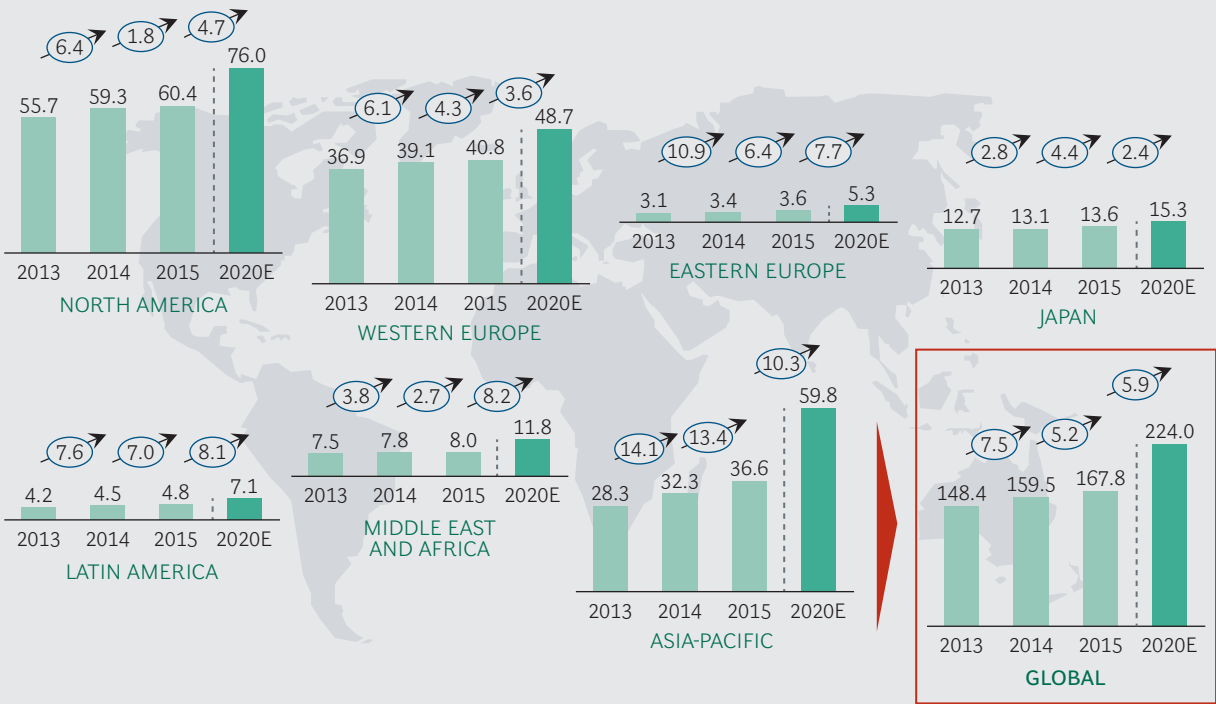 6.4 1.8 4.7
55.7 59.3 60.4 76.0
2013 2014 2015 2020E
NORTH AMERICA
6.1 4.3 3.6
36.9 39.1 40.8 48.7
2013 2014 2015 2020E
WESTERN EUROPE
10.9 6.4 7.7
3.1 3.4 3.6 5.3
2013 2014 2015 2020E
EASTERN EUROPE
2.8 4.4 2.4
12.7 13.1 13.6 15.3
2013 2014 2015 2020E
JAPAN
7.6 7.0 8.1
4.2 4.5 4.8 7.1
2013 2014 2015 2020E
LATIN AMERICA
3.8 2.7 8.2
7.5 7.8 8.0 11.8
2013 2014 2015 2020E
MIDDLE EAST
AND AFRICA
14.1 13.4 10.3
28.3 32.3 36.6 59.8
2013 2014 2015 2020E
ASIA-PACIFIC
7.5 5.2 5.9
148.4 159.5 167.8 224.0
2013 2014 2015 2020E
GLOBAL